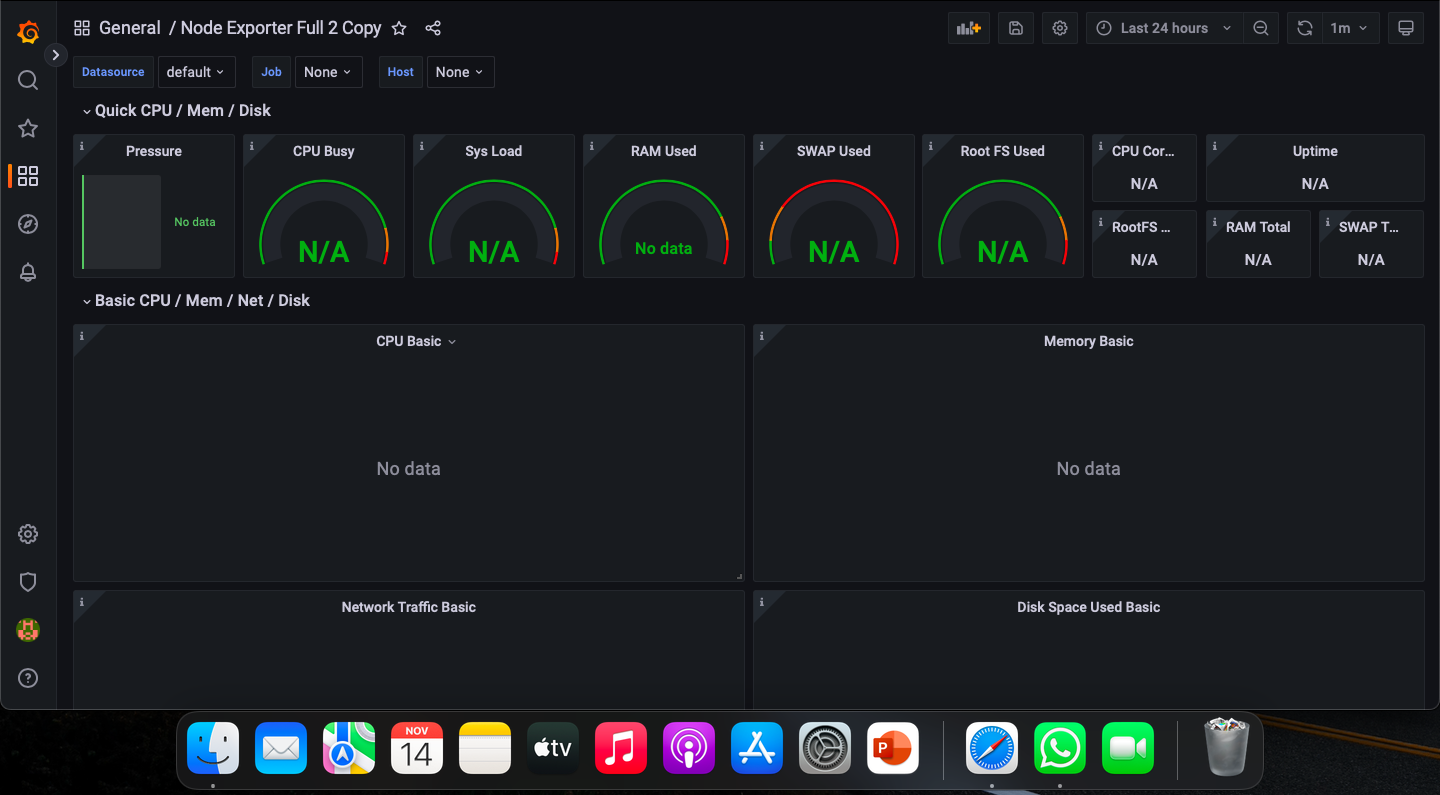 General / Node Exporter Full 2 Copy
Last 24 hours
1m
Datasource default Job None Host None
Quick CPU / Mem / Disk
i Pressure
No data
i CPU Busy
N/A
i Sys Load
N/A
i RAM Used
No data
i SWAP Used
N/A
i Root FS Used
N/A
i CPU Cor...
N/A
i Uptime
N/A
i RootFS ...
N/A
i RAM Total
N/A
i SWAP T...
N/A
Basic CPU / Mem / Net / Disk
i CPU Basic
No data
i Memory Basic
No data
i Network Traffic Basic
i Disk Space Used Basic
NOV
14
tv
P